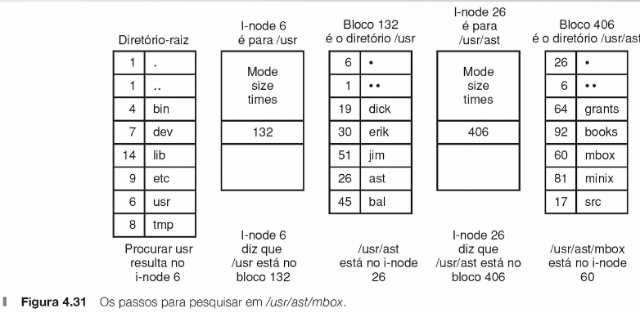 Diretório-raiz
1 .
1 ..
4 bin
7 dev
14 lib
9 etc
6 usr
8 tmp
Procurar usr
resulta no
i-node 6
I-node 6
é para /usr
Mode
size
times
132
I-node 6
diz que
/usr está no
bloco 132
Bloco 132
é o diretório /usr
6 •
1 ••
19 dick
30 erik
51 jim
26 ast
45 bal
/usr/ast
está no i-node
26
I-node 26
é para
/usr/ast
Mode
size
times
406
I-node 26
diz que
/usr/ast está no
bloco 406
Bloco 406
é o diretório /usr/ast
26 •
6 ••
64 grants
92 books
60 mbox
81 minix
17 src
/usr/ast/mbox
está no i-node
60
Figura 4.31 Os passos para pesquisar em /usr/ast/mbox.